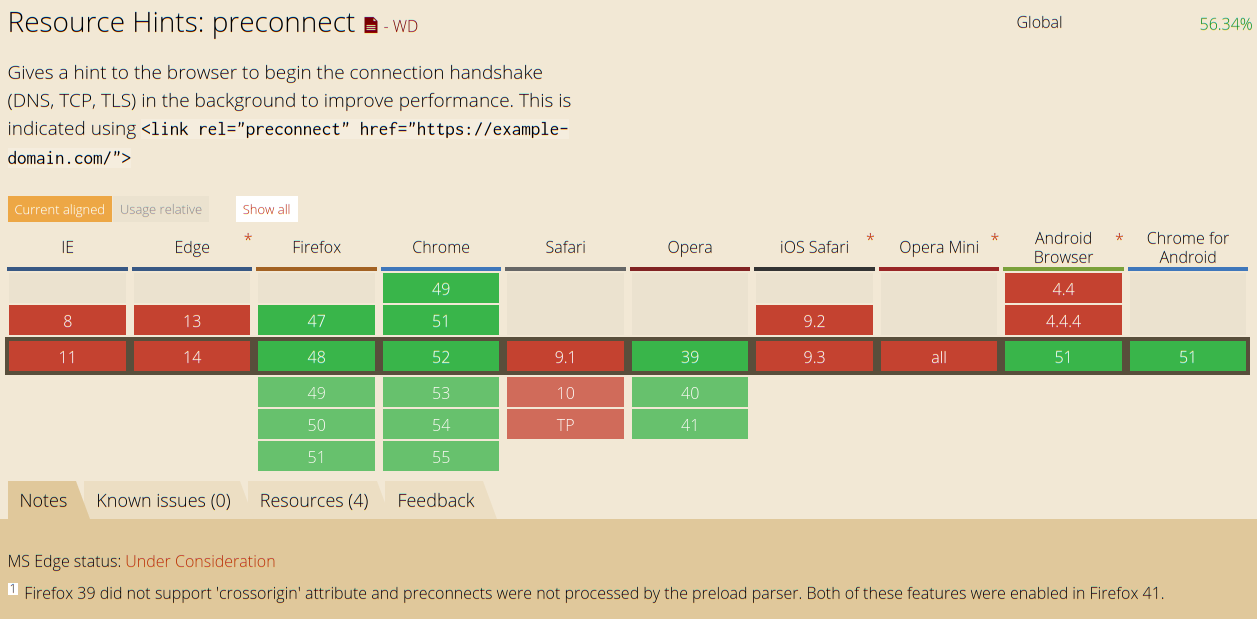 Resource Hints: preconnect - WD
Global 56.34%
Gives a hint to the browser to begin the connection handshake
(DNS, TCP, TLS) in the background to improve performance. This is
indicated using <link rel="preconnect" href="https://example-
domain.com/">
Current aligned Usage relative Show all
IE Edge * Firefox Chrome Safari Opera iOS Safari * Opera Mini * Android Browser * Chrome for Android
49 4.4
8 13 47 51 9.2 4.4.4
11 14 48 52 9.1 39 9.3 all 51 51
49 53 10 40
50 54 TP 41
51 55
Notes Known issues (0) Resources (4) Feedback
MS Edge status: Under Consideration
1 Firefox 39 did not support 'crossorigin' attribute and preconnects were not processed by the preload parser. Both of these features were enabled in Firefox 41.